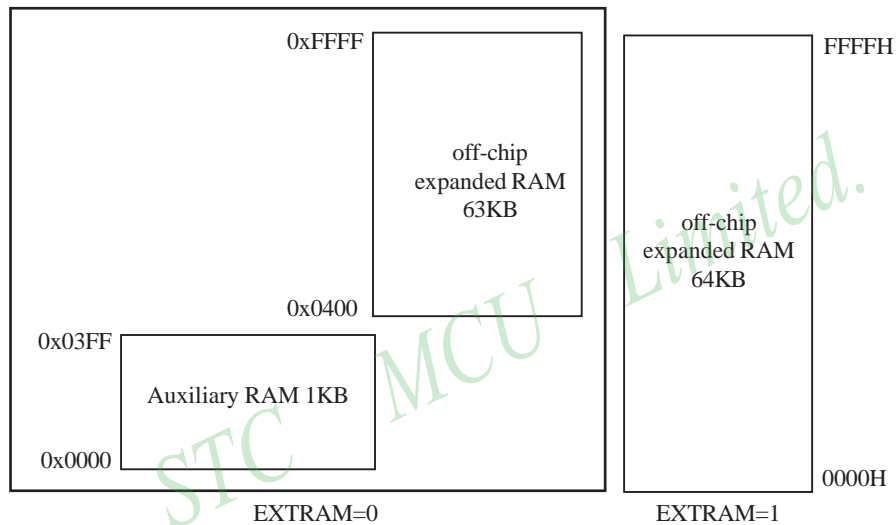 0xFFFF
off-chip
expanded RAM
63KB
0x0400
0x03FF
Auxiliary RAM 1KB
0x0000
EXTRAM=0
FFFFH
off-chip
expanded RAM
64KB
0000H
EXTRAM=1
STC MCU Limited.